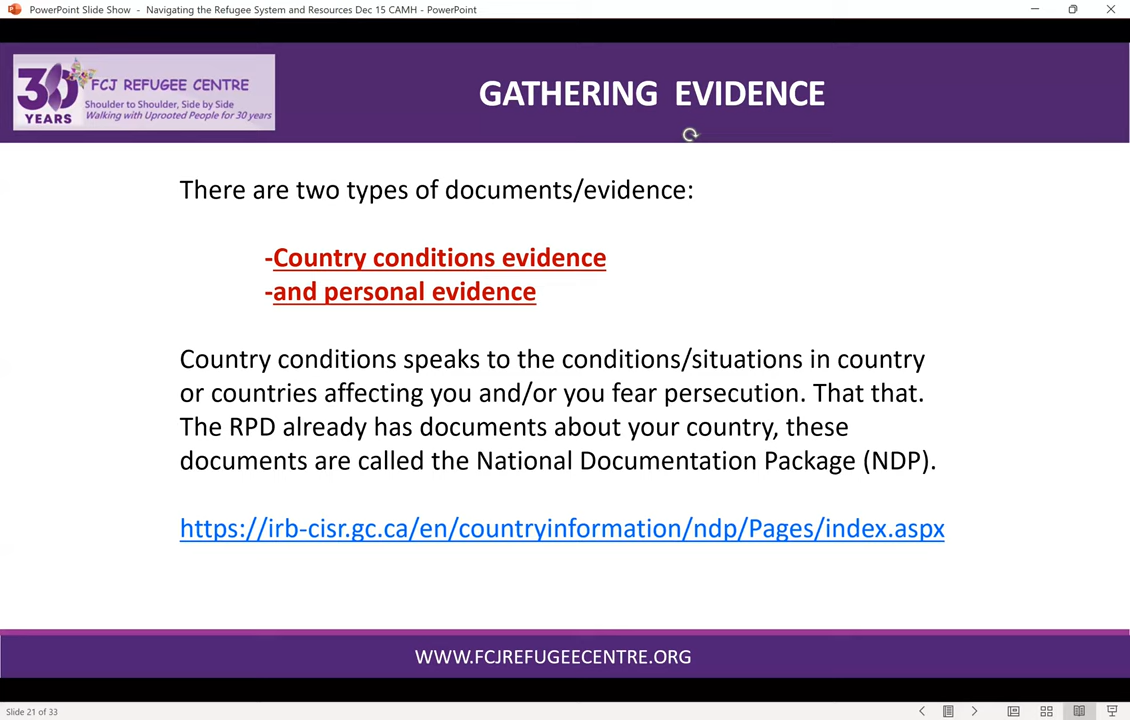 PowerPoint Slide Show - Navigating the Refugee System and Resources Dec 15 CAMH - PowerPoint
30 YEARS
FCJ REFUGEE CENTRE
Shoulder to Shoulder, Side by Side
Walking with Uprooted People for 30 years
GATHERING EVIDENCE
There are two types of documents/evidence:
-Country conditions evidence
-and personal evidence
Country conditions speaks to the conditions/situations in country
or countries affecting you and/or you fear persecution. That that.
The RPD already has documents about your country, these
documents are called the National Documentation Package (NDP).
https://irb-cisr.gc.ca/en/countryinformation/ndp/Pages/index.aspx
WWW.FCJREFUGEECENTRE.ORG
Slide 21 of 33